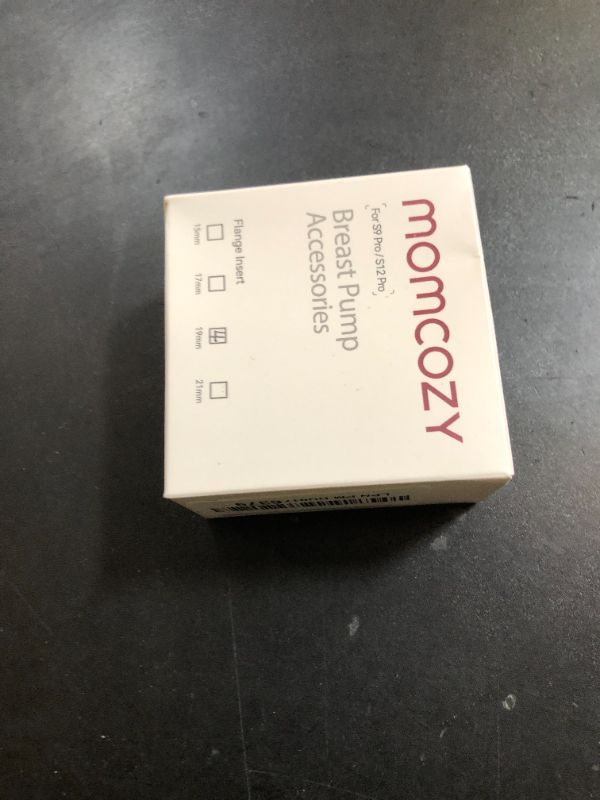 momcozy
For S9 Pro / S12 Pro
Breast Pump
Accessories
Flange Insert
15mm
17mm
19mm
21mm